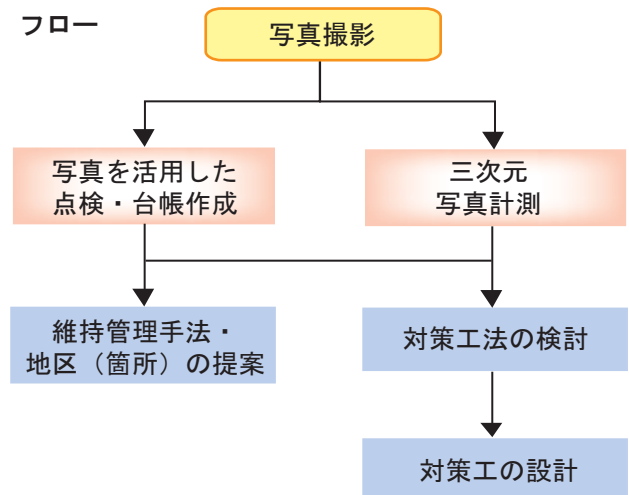 フロー
写真撮影
写真を活用した
点検・台帳作成
三次元
写真計測
維持管理手法・
地区（箇所）の提案
対策工法の検討
対策工の設計